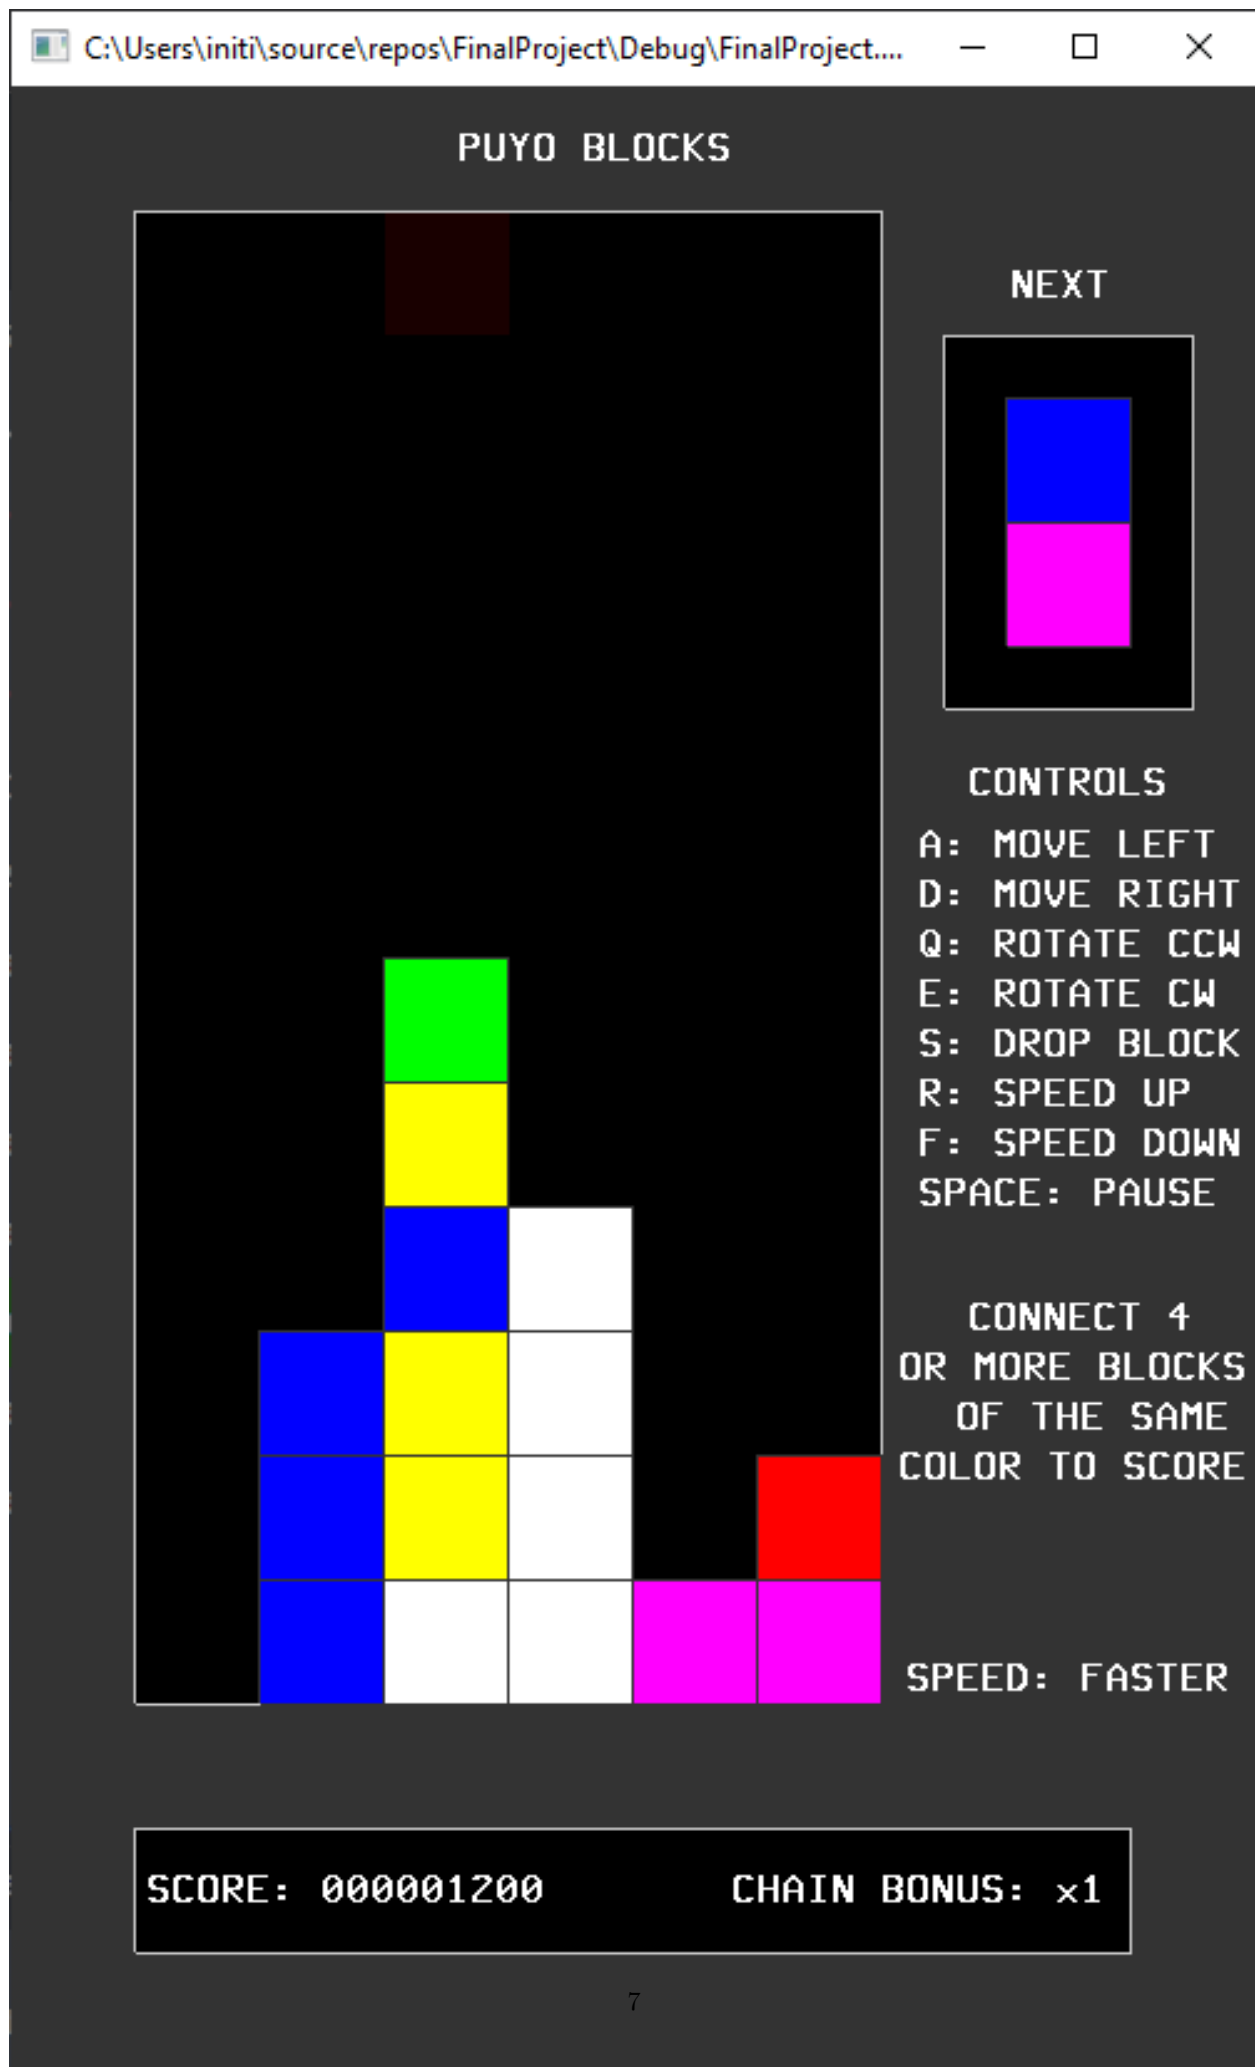 C:\Users\initi\source\repos\FinalProject\Debug\FinalProject....
PUYO BLOCKS
NEXT
CONTROLS
A: MOVE LEFT
D: MOVE RIGHT
Q: ROTATE CCW
E: ROTATE CW
S: DROP BLOCK
R: SPEED UP
F: SPEED DOWN
SPACE: PAUSE
CONNECT 4
OR MORE BLOCKS
OF THE SAME
COLOR TO SCORE
SPEED: FASTER
SCORE: 000001200 CHAIN BONUS: x1
7